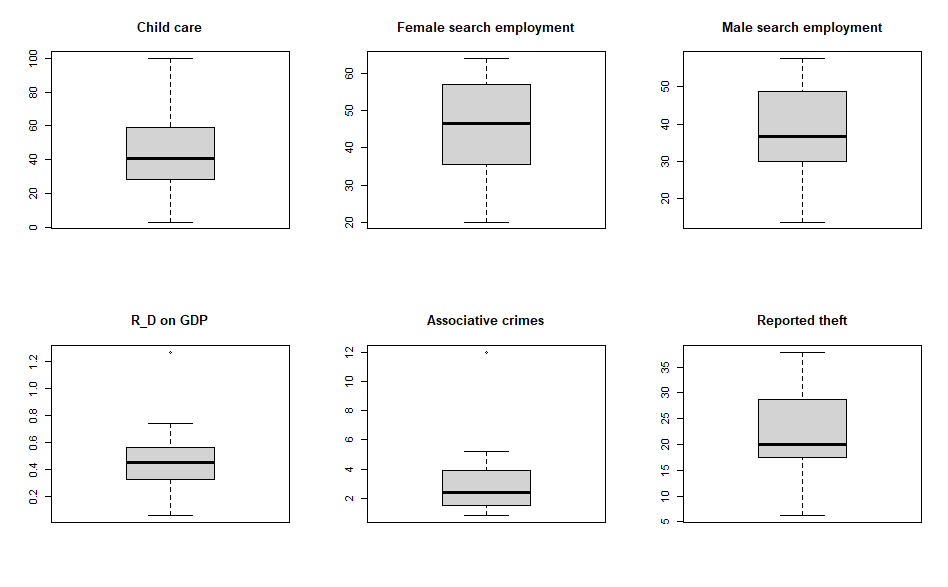 Child care
Female search employment
Male search employment
0 20 40 60 80 100
20 30 40 50 60
20 30 40 50
R_D on GDP
Associative crimes
Reported theft
0.2 0.4 0.6 0.8 1.0 1.2
2 4 6 8 10 12
5 10 15 20 25 30 35